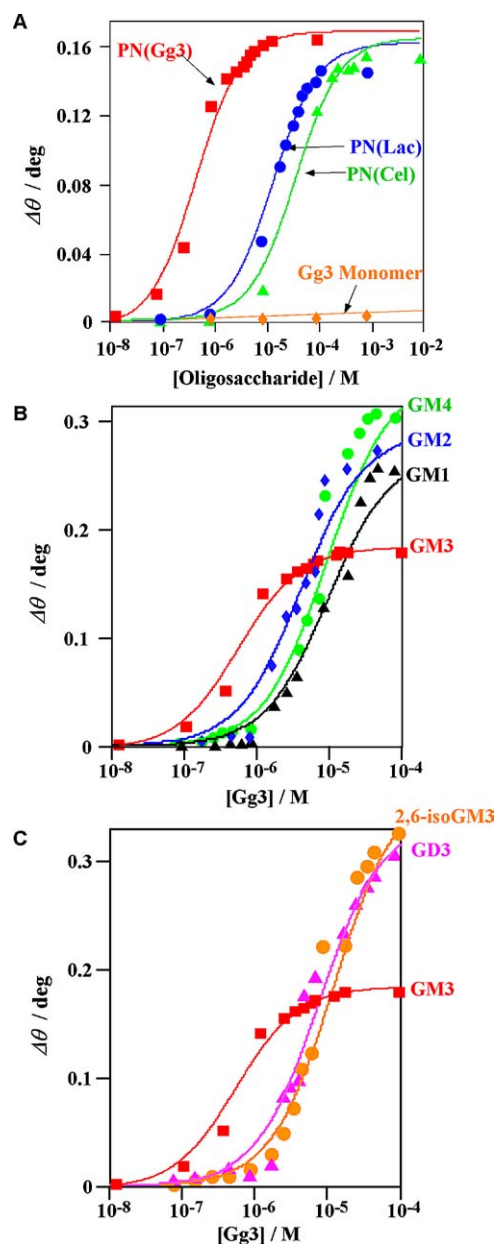 A
0.16
0.12
0.08
0.04
0
Δθ / deg
PN(Gg3)
PN(Lac)
PN(Cel)
Gg3 Monomer
10-8 10-7 10-6 10-5 10-4 10-3 10-2
[Oligosaccharide] / M
B
0.3
0.2
0.1
0
Δθ / deg
GM4
GM2
GM1
GM3
10-8 10-7 10-6 10-5 10-4
[Gg3] / M
C
0.3
0.2
0.1
0
Δθ / deg
2,6-isoGM3
GD3
GM3
10-8 10-7 10-6 10-5 10-4
[Gg3] / M